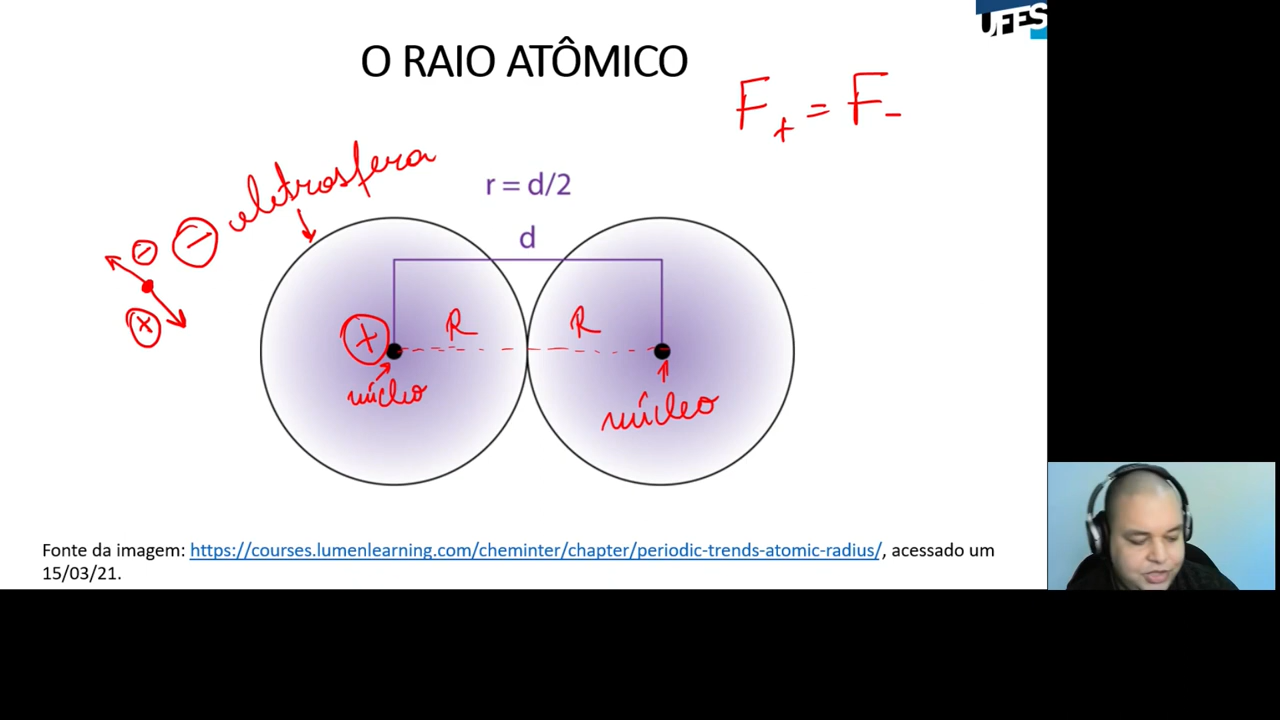 UFES
O RAIO ATÔMICO
F+ = F-
eletrosfera
r = d/2
d
- -
+
+
R
R
núcleo
núcleo
Fonte da imagem: https://courses.lumenlearning.com/cheminter/chapter/periodic-trends-atomic-radius/, acessado um
15/03/21.